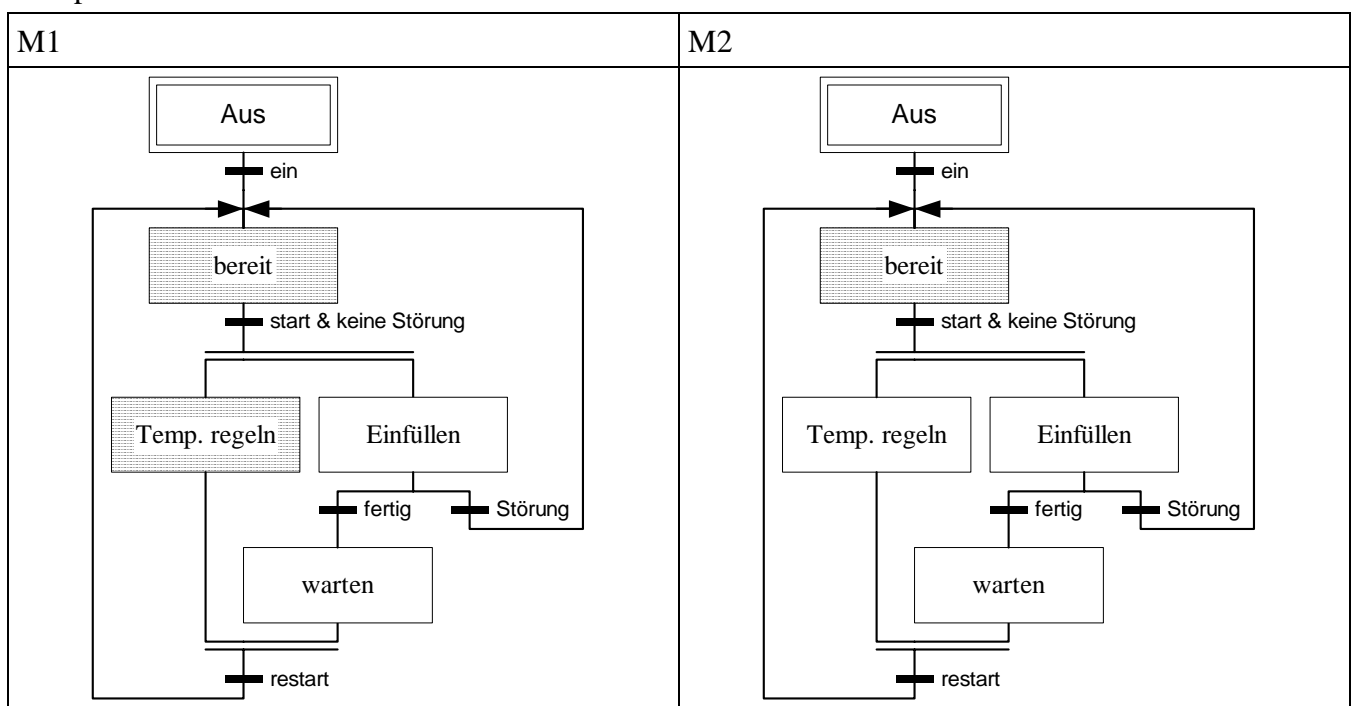 M1
M2
Aus
ein
bereit
start & keine Störung
Temp. regeln
Einfüllen
fertig
Störung
warten
restart
Aus
ein
bereit
start & keine Störung
Temp. regeln
Einfüllen
fertig
Störung
warten
restart